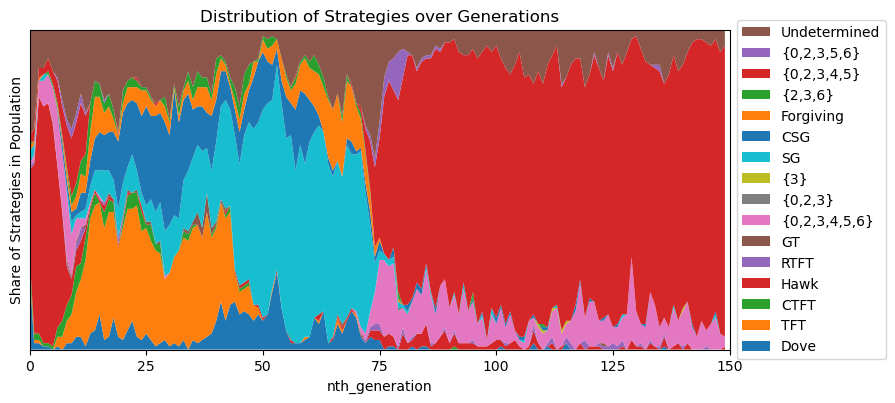 Distribution of Strategies over Generations
Share of Strategies in Population
0
25
50
75
100
125
150
nth_generation
Undetermined
{0,2,3,5,6}
{0,2,3,4,5}
{2,3,6}
Forgiving
CSG
SG
{3}
{0,2,3}
{0,2,3,4,5,6}
GT
RTFT
Hawk
CTFT
TFT
Dove